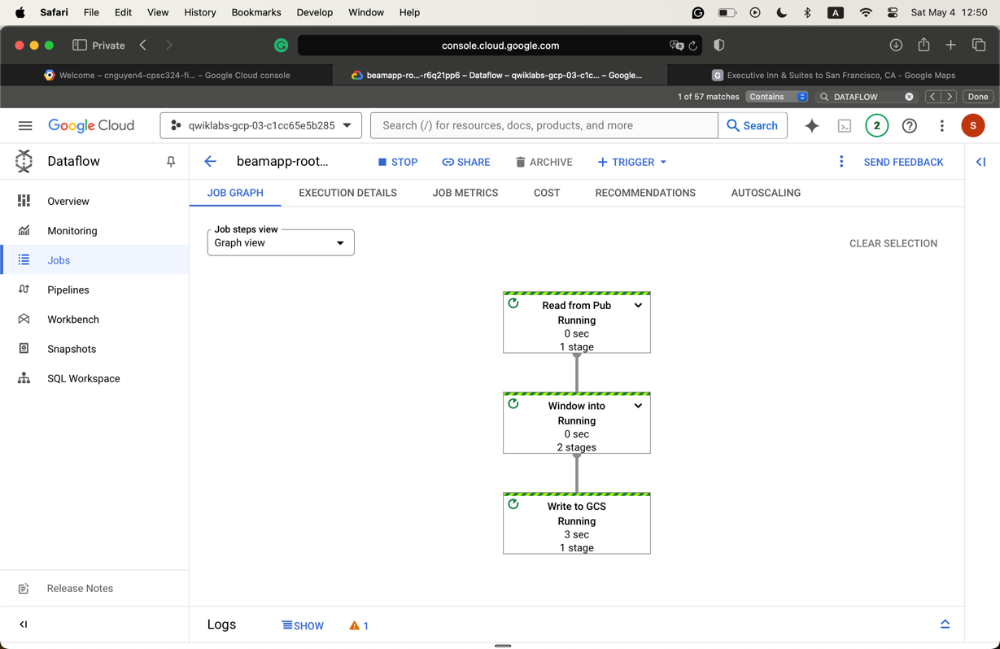 Safari File Edit View History Bookmarks Develop Window Help A Sat May 4 12:50
Private console.cloud.google.com
Welcome – cnguyen4-cpsc324-fi... – Google Cloud console beamapp-ro...-r6q21pp6 – Dataflow – qwiklabs-gcp-03-c1c... – Google... G Executive Inn & Suites to San Francisco, CA - Google Maps
1 of 57 matches Contains DATAFLOW Done
Google Cloud qwiklabs-gcp-03-c1cc65e5b285 Search (/) for resources, docs, products, and more Search 2 S
Dataflow
beamapp-root... STOP SHARE ARCHIVE TRIGGER SEND FEEDBACK
Overview
Monitoring
Jobs
Pipelines
Workbench
Snapshots
SQL Workspace
Release Notes
JOB GRAPH EXECUTION DETAILS JOB METRICS COST RECOMMENDATIONS AUTOSCALING
Job steps view
Graph view
CLEAR SELECTION
Read from Pub
Running
0 sec
1 stage
Window into
Running
0 sec
2 stages
Write to GCS
Running
3 sec
1 stage
Logs SHOW 1